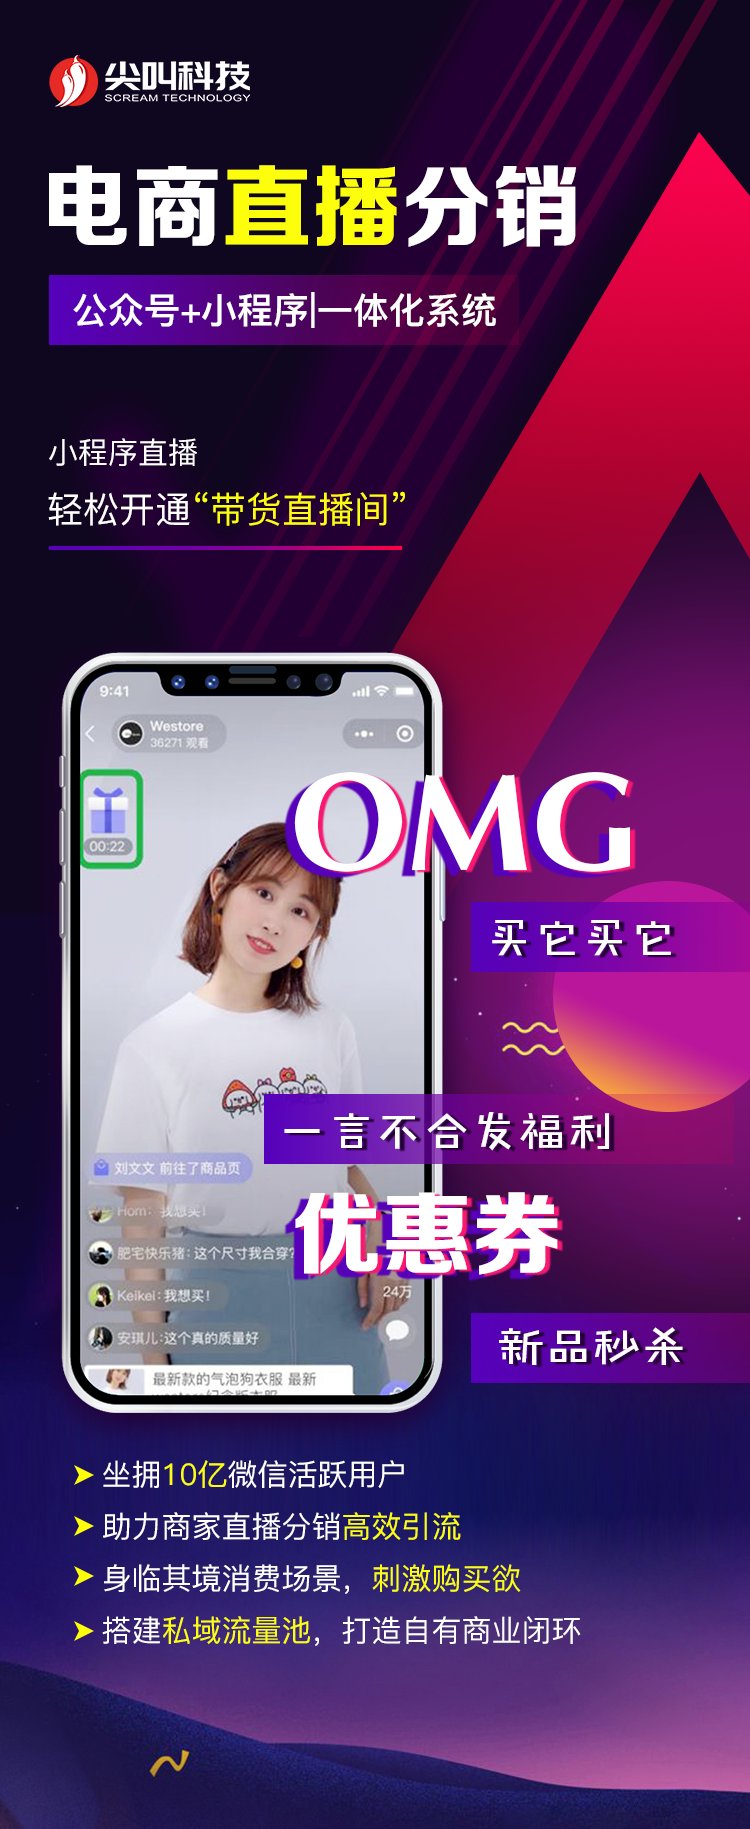 尖叫科技
SCREAM TECHNOLOGY
电商直播分销
公众号+小程序|一体化系统
小程序直播
轻松开通“带货直播间”
9:41
Westore
36271 观看
00:22
OMG
买它买它
一言不合发福利
刘文文 前往了商品页
优惠券
Hom：我想买！
肥宅快乐猪：这个尺寸我合穿？
Keikei：我想买！
24万
安琪儿：这个真的质量好
新品秒杀
最新款的气泡狗衣服 最新
➤ 坐拥10亿微信活跃用户
➤ 助力商家直播分销高效引流
➤ 身临其境消费场景，刺激购买欲
➤ 搭建私域流量池，打造自有商业闭环